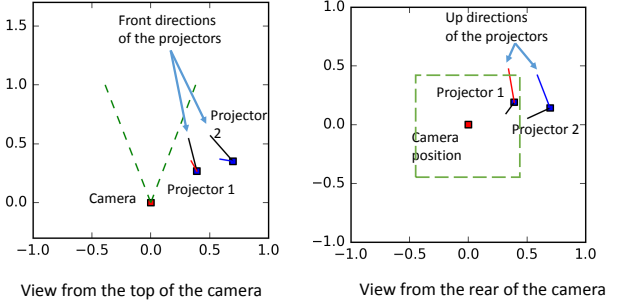 Front directions
of the projectors
1.5
1.0
0.5
0.0
Projector
2
Projector 1
Camera
−1.0 −0.5 0.0 0.5 1.0
View from the top of the camera
Up directions
of the projectors
1.0
0.5
0.0
−0.5
−1.0
Projector 1
Projector 2
Camera
position
−1.0 −0.5 0.0 0.5 1.0
View from the rear of the camera